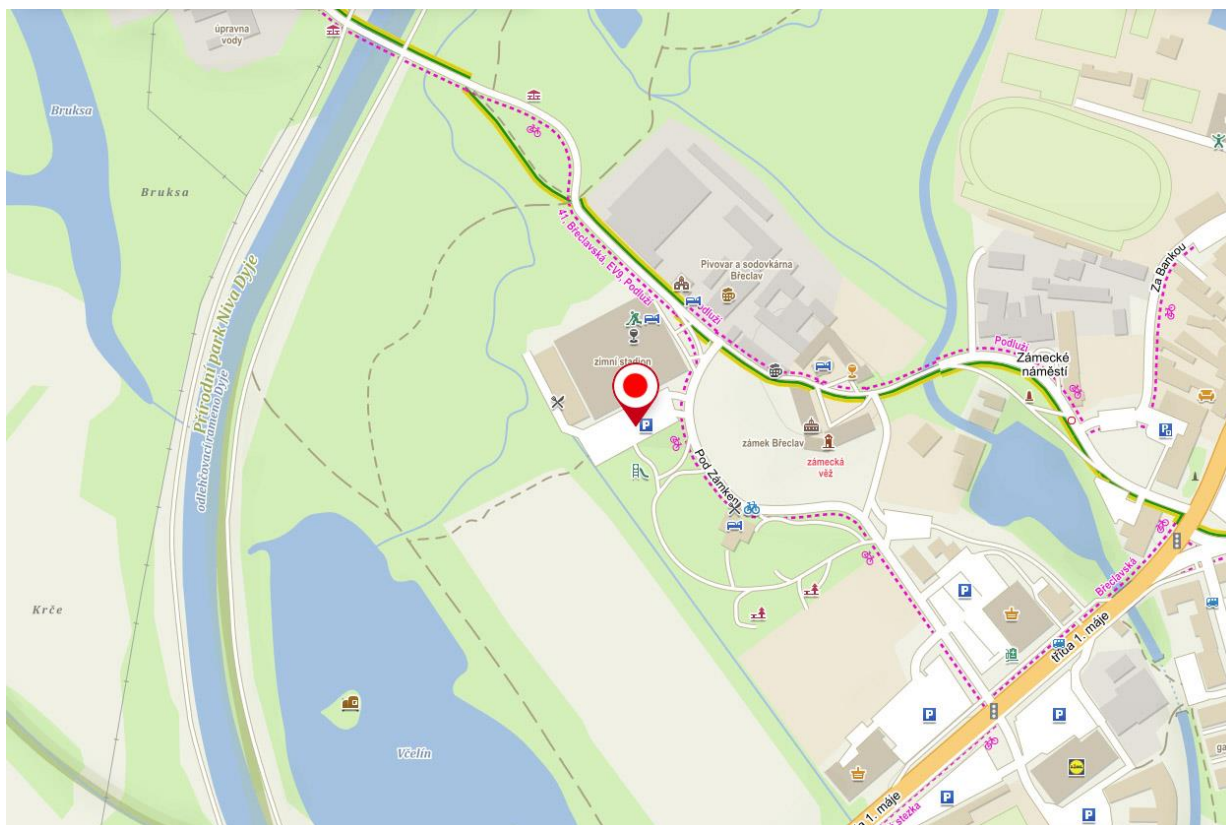 úpravna
vody
Bruksa
Bruksa
Přírodní park Niva Dyje
odlehčovací rameno Dyje
41, Břeclavská, EV9, Podluží
Podluží
Pivovar a sodovkárna
Břeclav
zimní stadion
P
Za Bankou
Podluží
Zámecké
náměstí
P
zámek Břeclav
zámecká
věž
Pod Zámkem
Břeclavská
P
třída 1. máje
Krče
Včelín
P
P
P
ga
1. máje
stezka